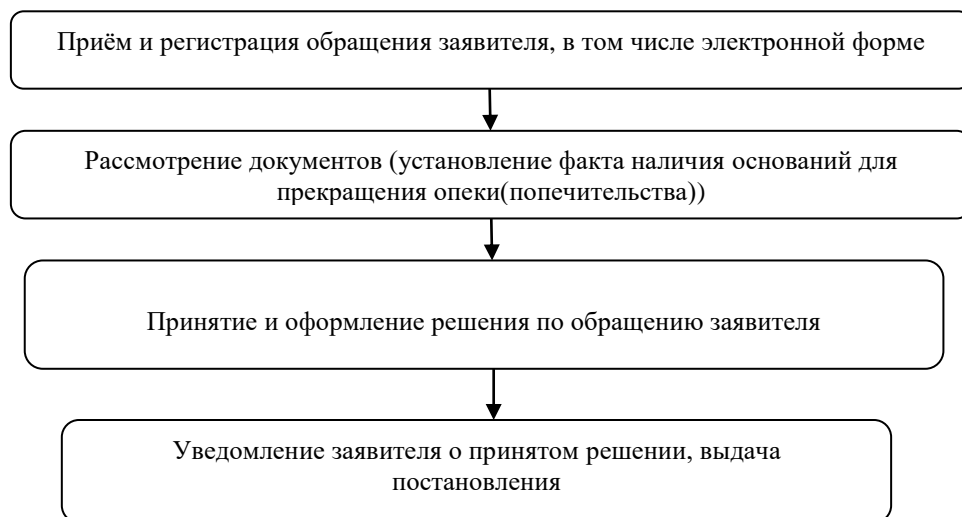 Приём и регистрация обращения заявителя, в том числе электронной форме
Рассмотрение документов (установление факта наличия оснований для
прекращения опеки(попечительства))
Принятие и оформление решения по обращению заявителя
Уведомление заявителя о принятом решении, выдача
постановления